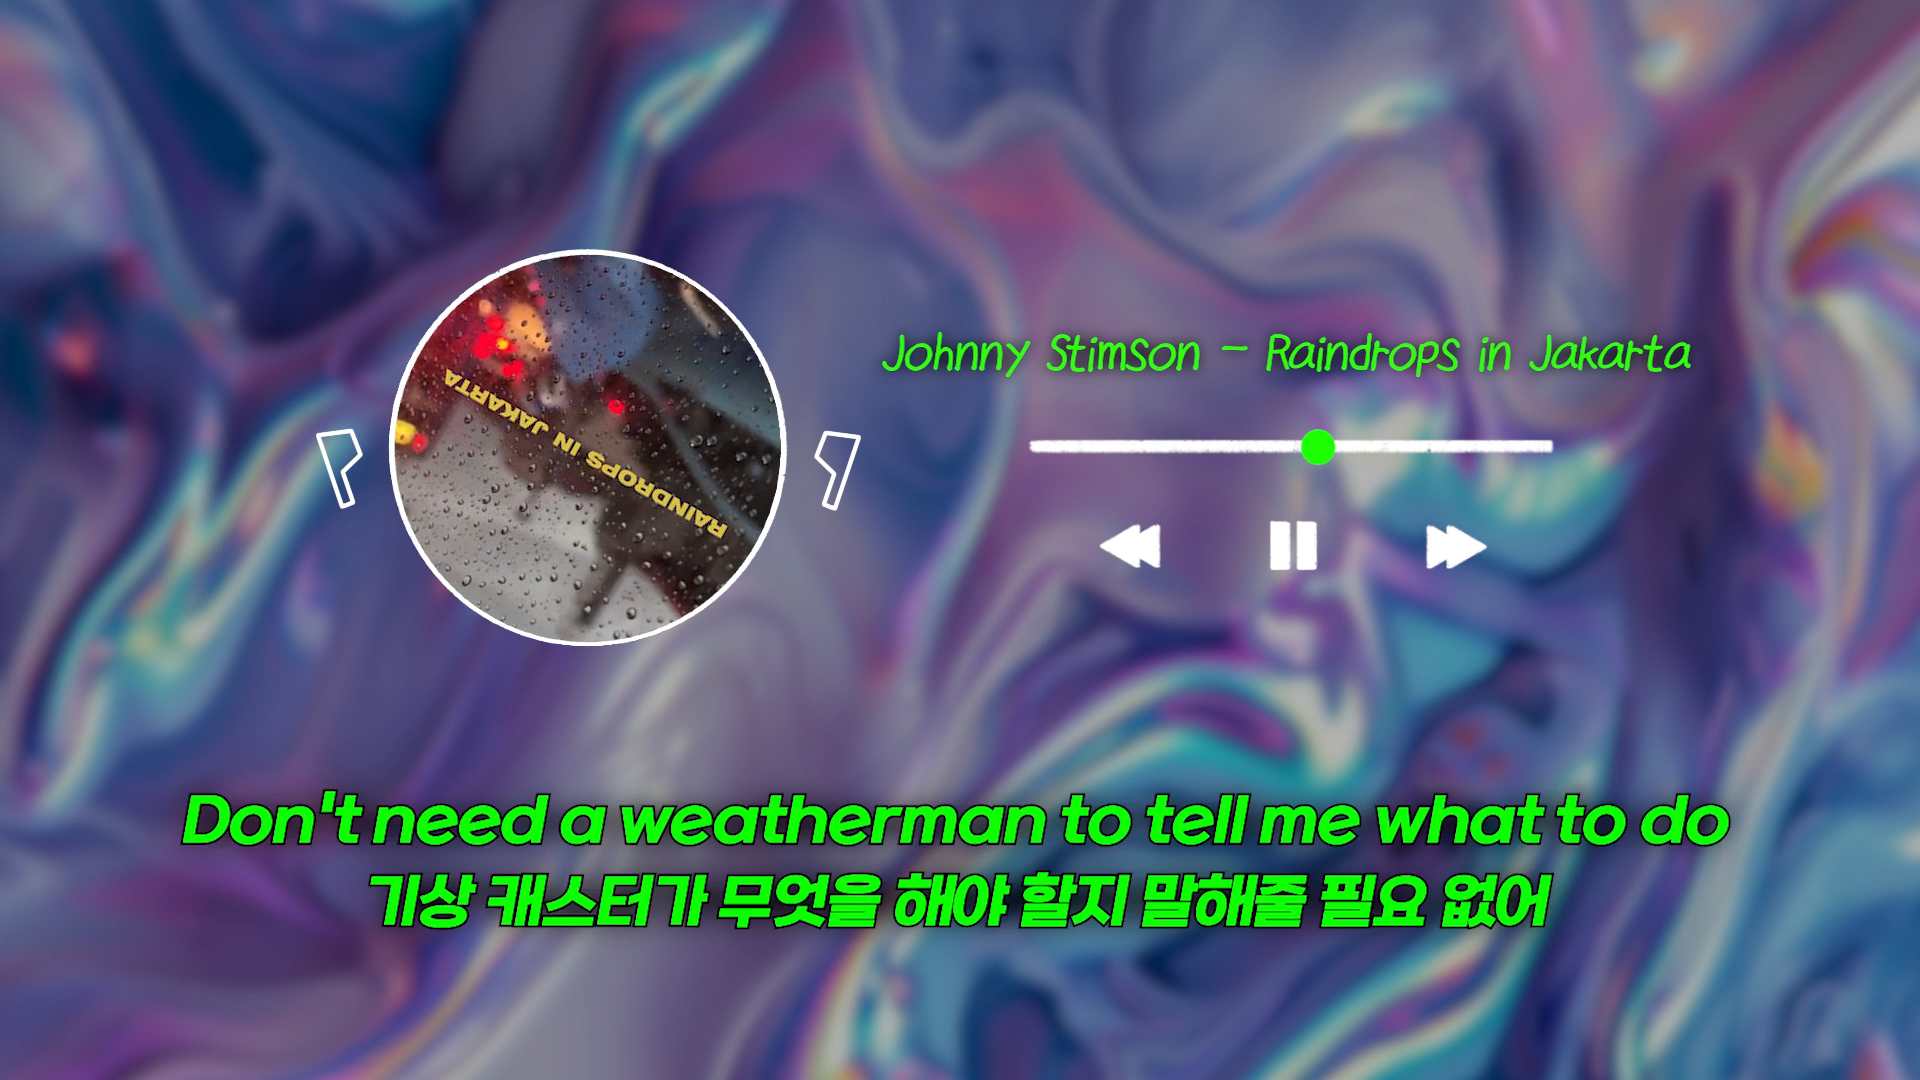 Johnny Stimson - Raindrops in Jakarta
RAINDROPS IN JAKARTA
Don't need a weatherman to tell me what to do
기상 캐스터가 무엇을 해야 할지 말해줄 필요 없어